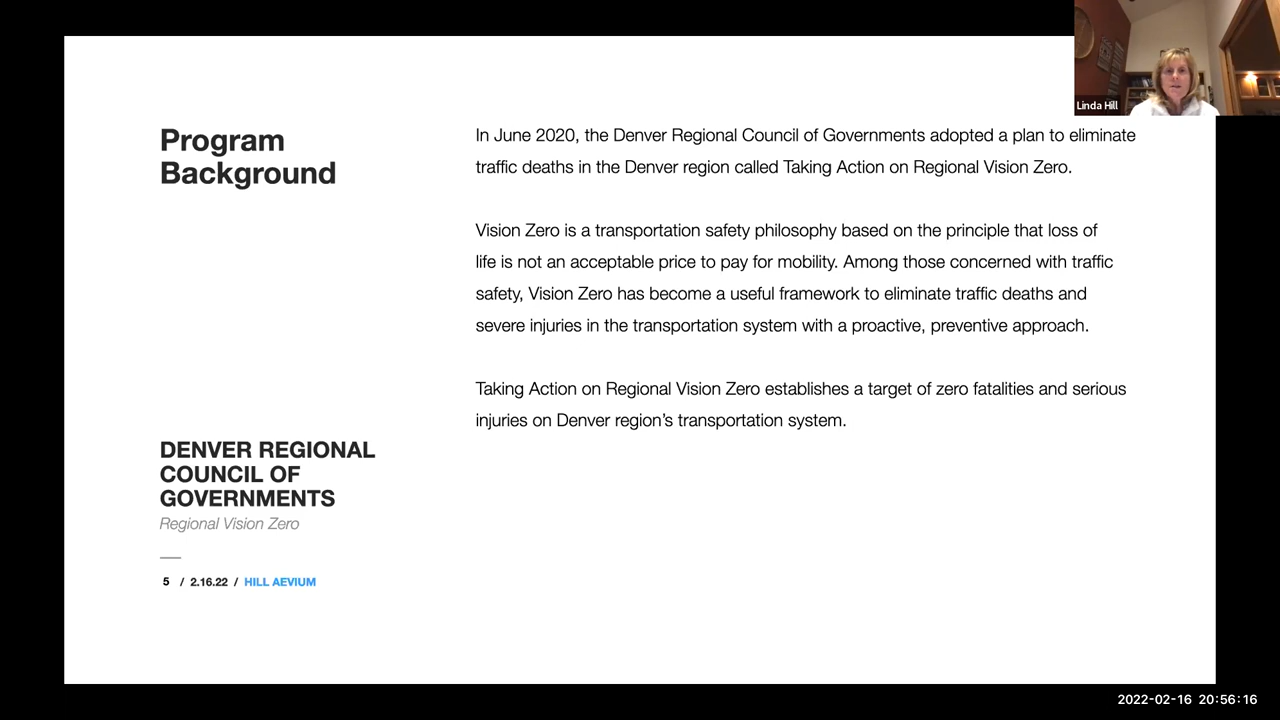 Linda Hill
Program
Background
In June 2020, the Denver Regional Council of Governments adopted a plan to eliminate
traffic deaths in the Denver region called Taking Action on Regional Vision Zero.
Vision Zero is a transportation safety philosophy based on the principle that loss of
life is not an acceptable price to pay for mobility. Among those concerned with traffic
safety, Vision Zero has become a useful framework to eliminate traffic deaths and
severe injuries in the transportation system with a proactive, preventive approach.
Taking Action on Regional Vision Zero establishes a target of zero fatalities and serious
injuries on Denver region’s transportation system.
DENVER REGIONAL
COUNCIL OF
GOVERNMENTS
Regional Vision Zero
5 / 2.16.22 / HILL AEVIUM
2022-02-16 20:56:16